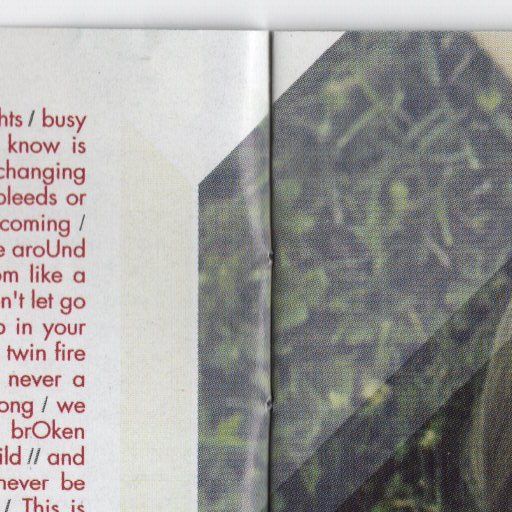 hts / busy
know is
changing
bleeds or
coming /
e aroUnd
om like a
n't let go
p in your
twin fire
never a
ong / we
brOken
ild // and
never be
/ This is